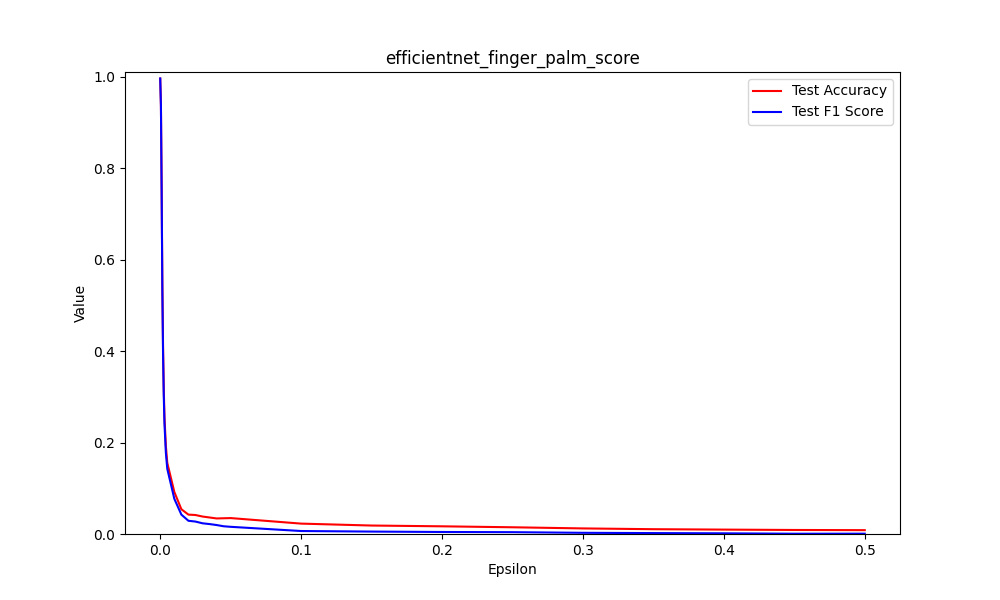 efficientnet_finger_palm_score
Test Accuracy
Test F1 Score
1.0
0.8
0.6
0.4
0.2
0.0
Value
0.0 0.1 0.2 0.3 0.4 0.5
Epsilon